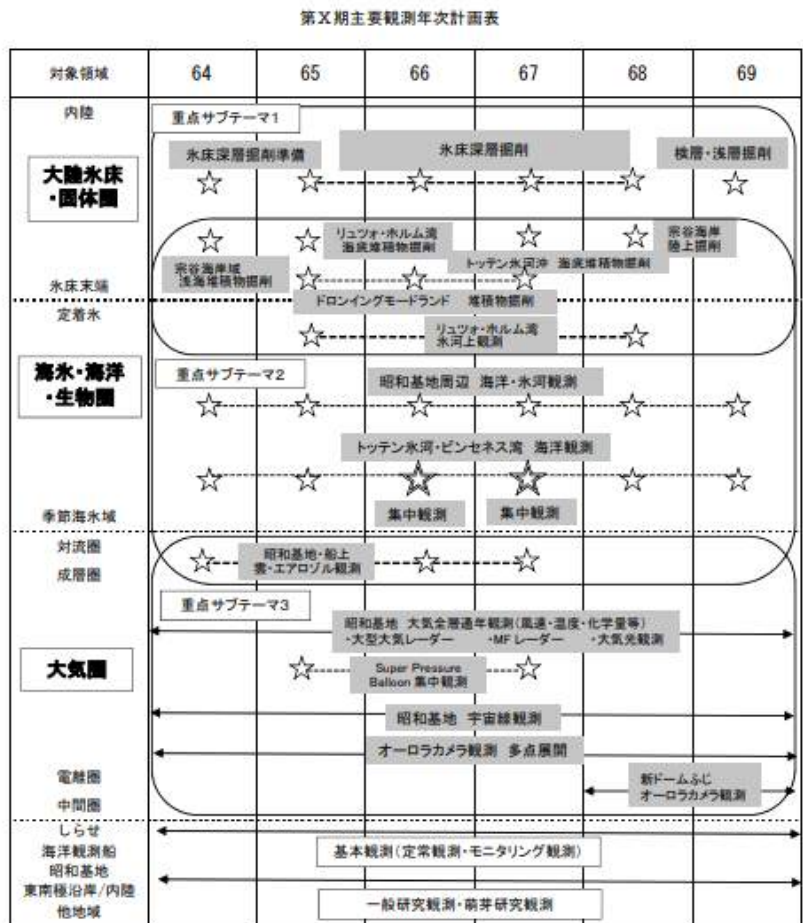 第Ⅹ期主要観測年次計画表
対象領域 64 65 66 67 68 69
内陸
重点サブテーマ1
氷床深層掘削準備
氷床深層掘削
検層・浅層掘削
大陸氷床
・固体圏
リュツォ・ホルム湾
海底堆積物掘削
宗谷海岸
陸上掘削
トッテン氷河沖 海底堆積物掘削
宗谷海岸域
浅海堆積物掘削
氷床末端
ドロンイングモードランド 堆積物掘削
定着氷
リュツォ・ホルム湾
氷河上観測
海氷・海洋
・生物圏
重点サブテーマ2
昭和基地周辺 海洋・氷河観測
トッテン氷河・ビンセネス湾 海洋観測
集中観測
集中観測
季節海氷域
対流圏
成層圏
昭和基地・船上
雲・エアロゾル観測
重点サブテーマ3
昭和基地 大気全層通年観測(風速・温度・化学量等)
・大型大気レーダー ・MFレーダー ・大気光観測
大気圏
Super Pressure
Balloon 集中観測
昭和基地 宇宙線観測
オーロラカメラ観測 多点展開
電離圏
中間圏
新ドームふじ
オーロラカメラ観測
しらせ
海洋観測船
昭和基地
東南極沿岸/内陸
他地域
基本観測(定常観測・モニタリング観測)
一般研究観測・萌芽研究観測